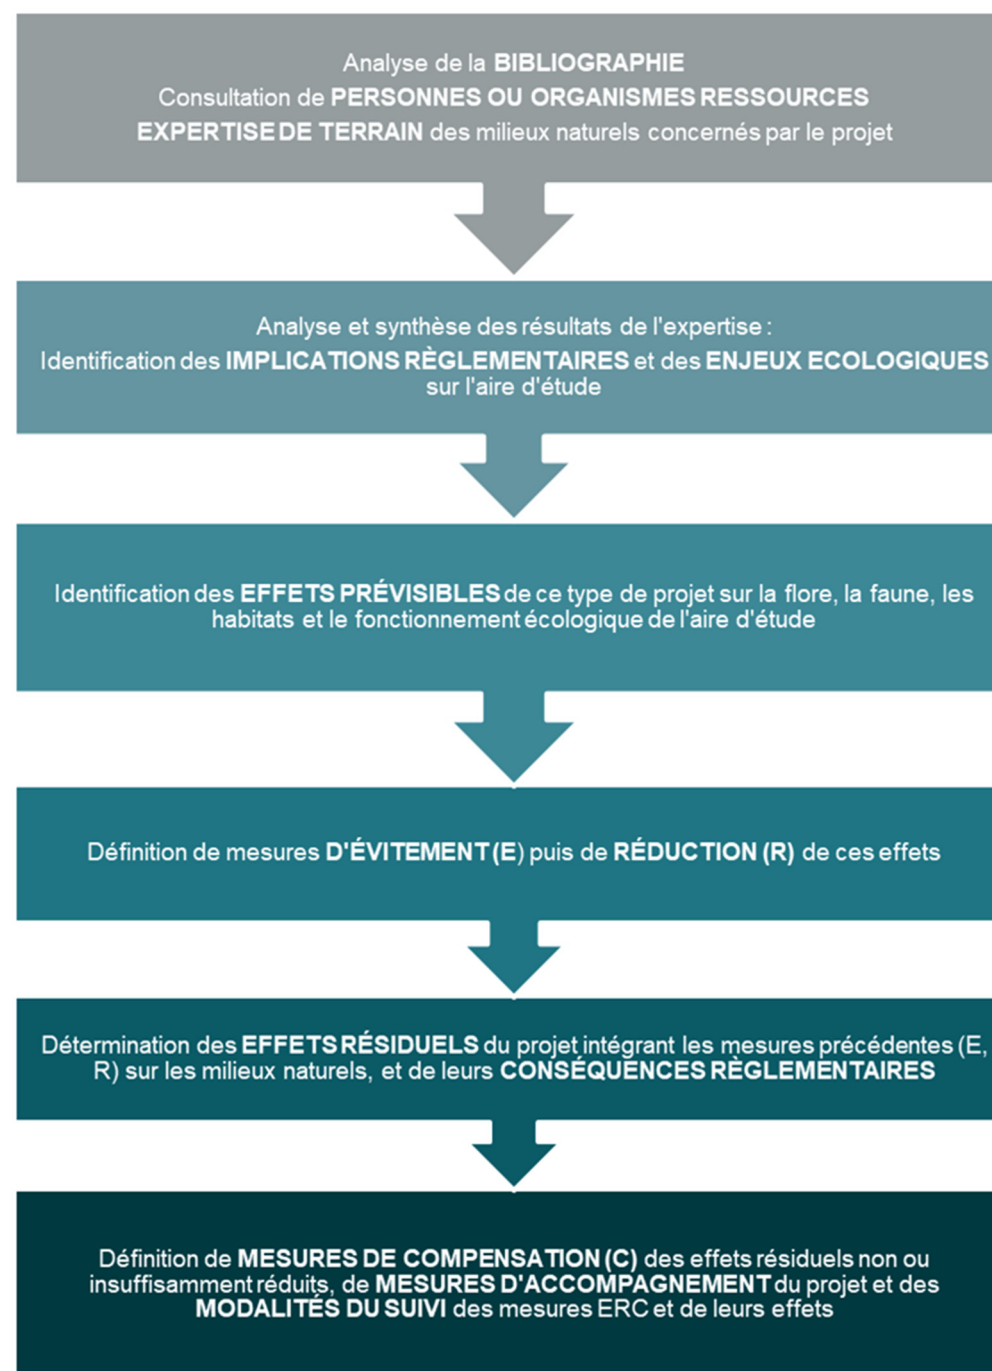 Analyse de la BIBLIOGRAPHIE
Consultation de PERSONNES OU ORGANISMES RESSOURCES
EXPERTISE DE TERRAIN des milieux naturels concernés par le projet
Analyse et synthèse des résultats de l'expertise :
Identification des IMPLICATIONS RÈGLEMENTAIRES et des ENJEUX ECOLOGIQUES
sur l'aire d'étude
Identification des EFFETS PRÉVISIBLES de ce type de projet sur la flore, la faune, les
habitats et le fonctionnement écologique de l'aire d'étude
Définition de mesures D'ÉVITEMENT (E) puis de RÉDUCTION (R) de ces effets
Détermination des EFFETS RÉSIDUELS du projet intégrant les mesures précédentes (E,
R) sur les milieux naturels, et de leurs CONSÉQUENCES RÈGLEMENTAIRES
Définition de MESURES DE COMPENSATION (C) des effets résiduels non ou
insuffisamment réduits, de MESURES D'ACCOMPAGNEMENT du projet et des
MODALITÉS DU SUIVI des mesures ERC et de leurs effets